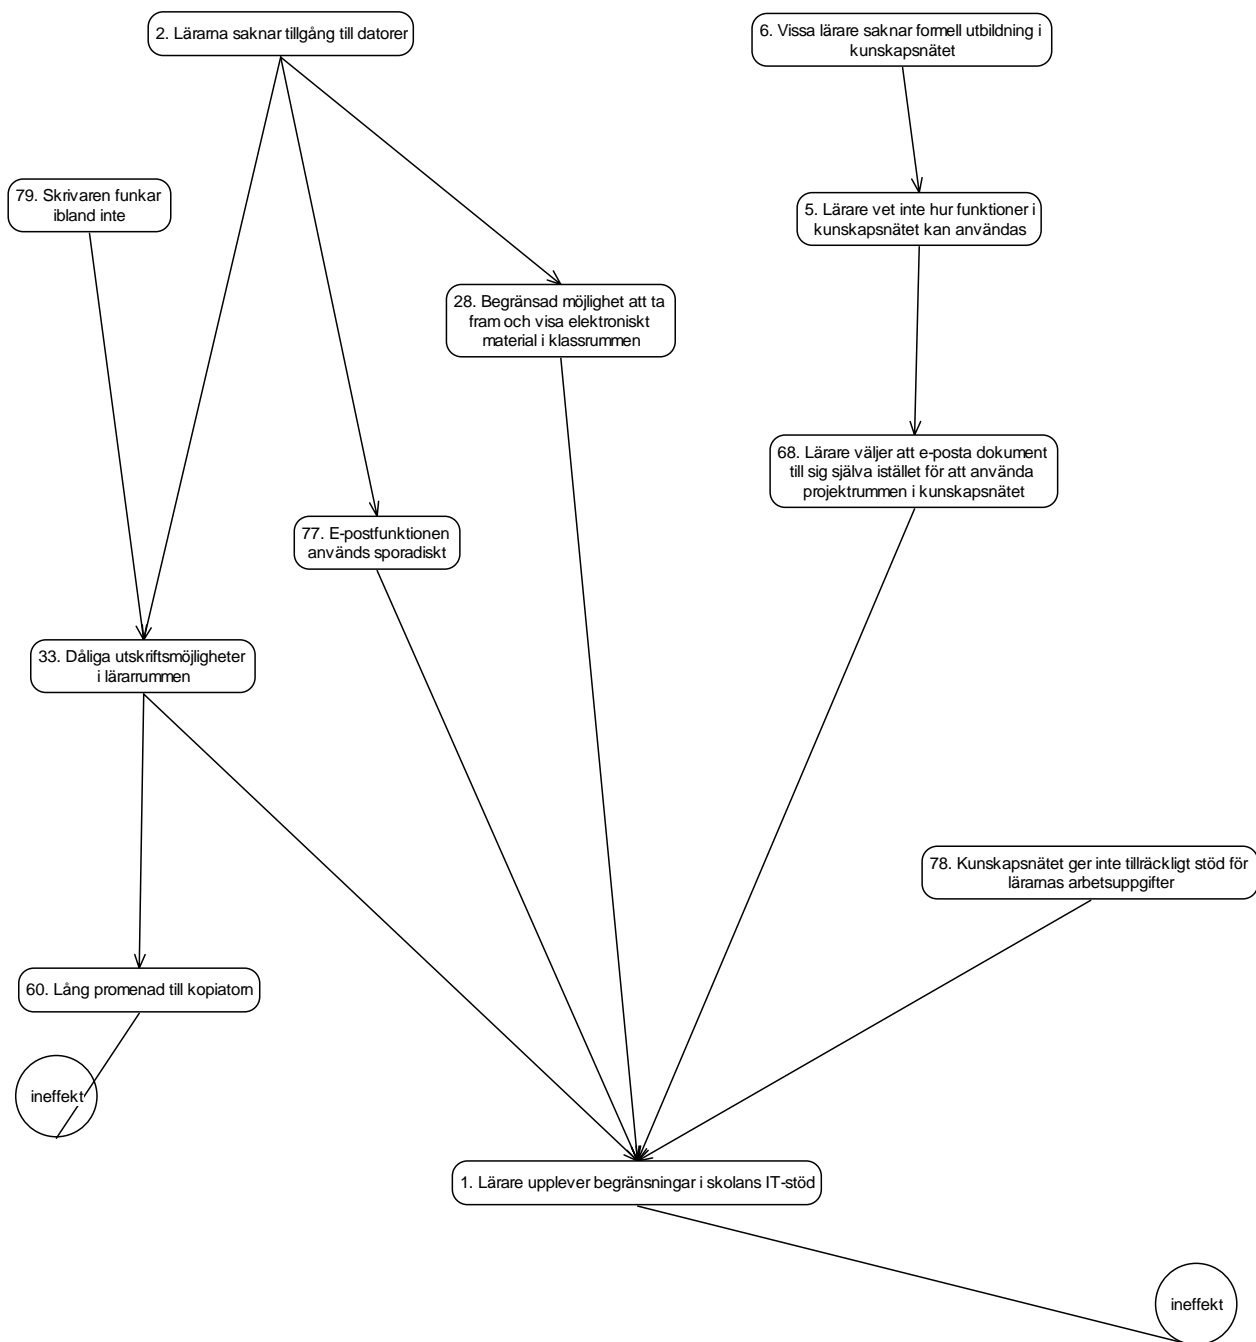 2. Lärarna saknar tillgång till datorer
6. Vissa lärare saknar formell utbildning i
kunskapsnätet
79. Skrivaren funkar
ibland inte
5. Lärare vet inte hur funktioner i
kunskapsnätet kan användas
28. Begränsad möjlighet att ta
fram och visa elektroniskt
material i klassrummen
68. Lärare väljer att e-posta dokument
till sig själva istället för att använda
projektrummen i kunskapsnätet
77. E-postfunktionen
används sporadiskt
33. Dåliga utskriftsmöjligheter
i lärarrummen
78. Kunskapsnätet ger inte tillräckligt stöd för
lärarnas arbetsuppgifter
60. Lång promenad till kopiatorn
ineffekt
1. Lärare upplever begränsningar i skolans IT-stöd
ineffekt